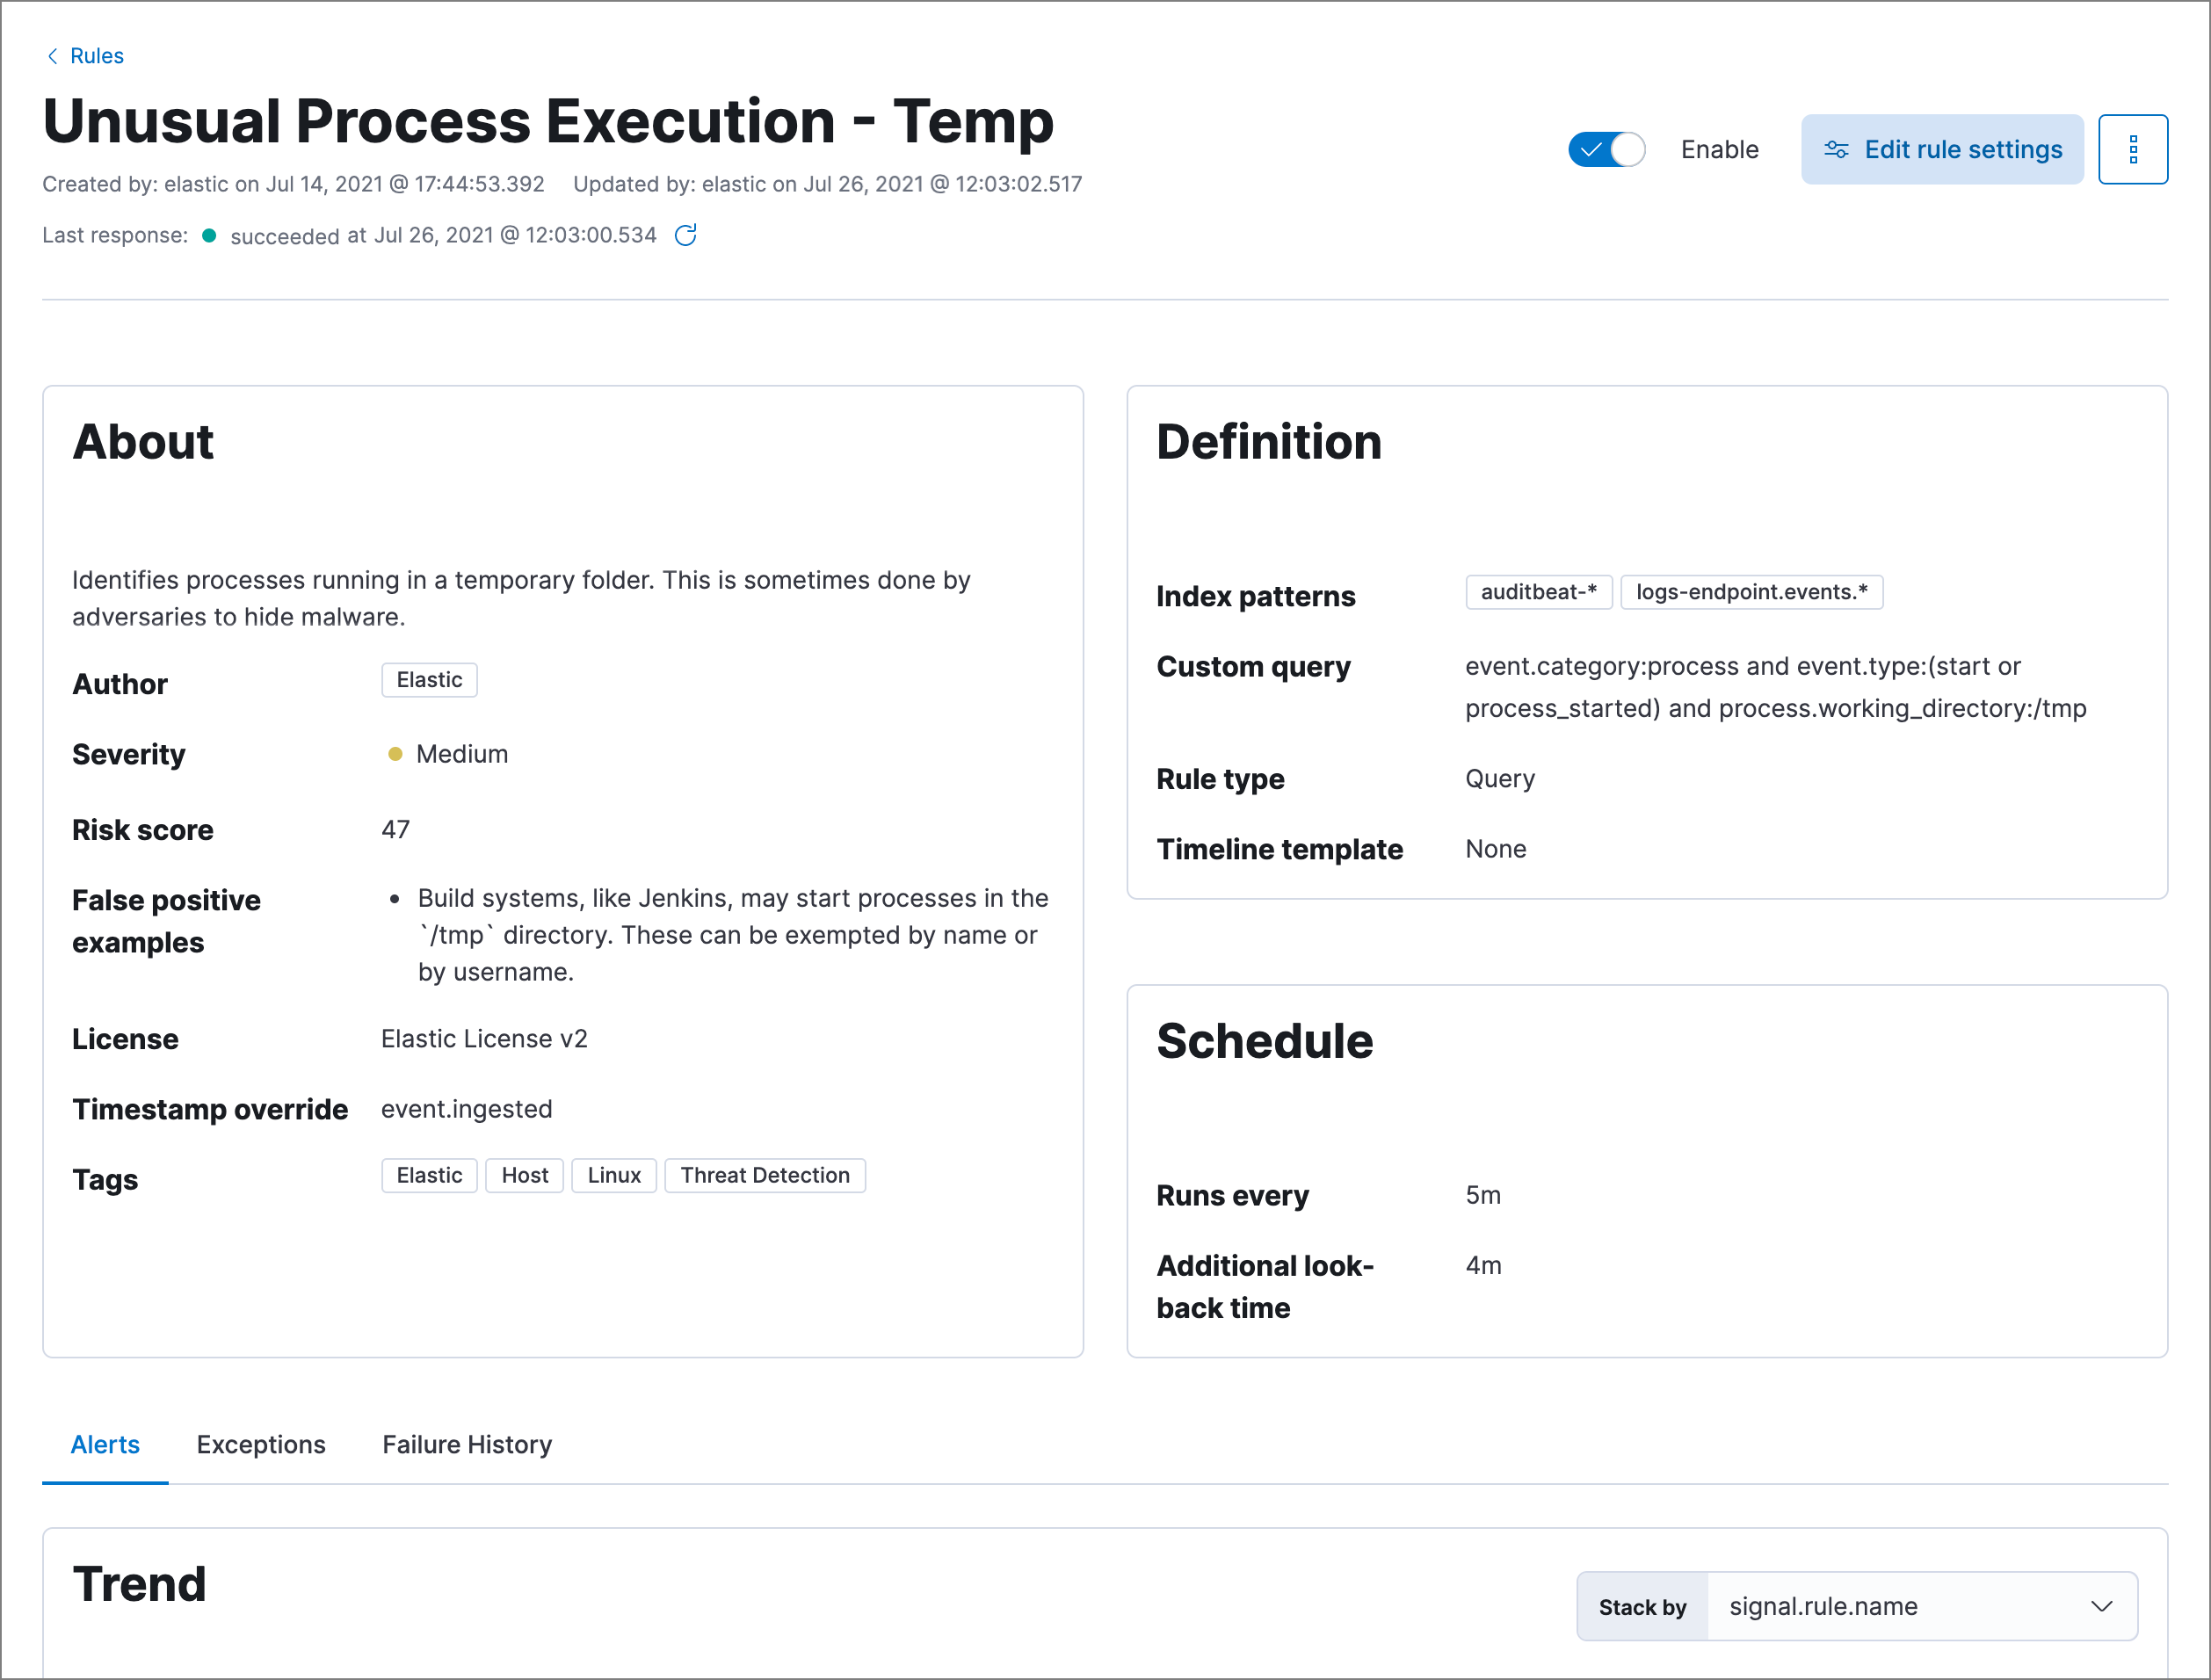 Rules
Unusual Process Execution - Temp
Created by: elastic on Jul 14, 2021 @ 17:44:53.392 Updated by: elastic on Jul 26, 2021 @ 12:03:02.517
Last response: succeeded at Jul 26, 2021 @ 12:03:00.534
Enable
Edit rule settings
About
Identifies processes running in a temporary folder. This is sometimes done by
adversaries to hide malware.
Author Elastic
Severity Medium
Risk score 47
False positive
examples
Build systems, like Jenkins, may start processes in the
`/tmp` directory. These can be exempted by name or
by username.
License Elastic License v2
Timestamp override event.ingested
Tags Elastic Host Linux Threat Detection
Definition
Index patterns auditbeat-* logs-endpoint.events.*
Custom query event.category:process and event.type:(start or
process_started) and process.working_directory:/tmp
Rule type Query
Timeline template None
Schedule
Runs every 5m
Additional look- 4m
back time
Alerts Exceptions Failure History
Trend
Stack by signal.rule.name